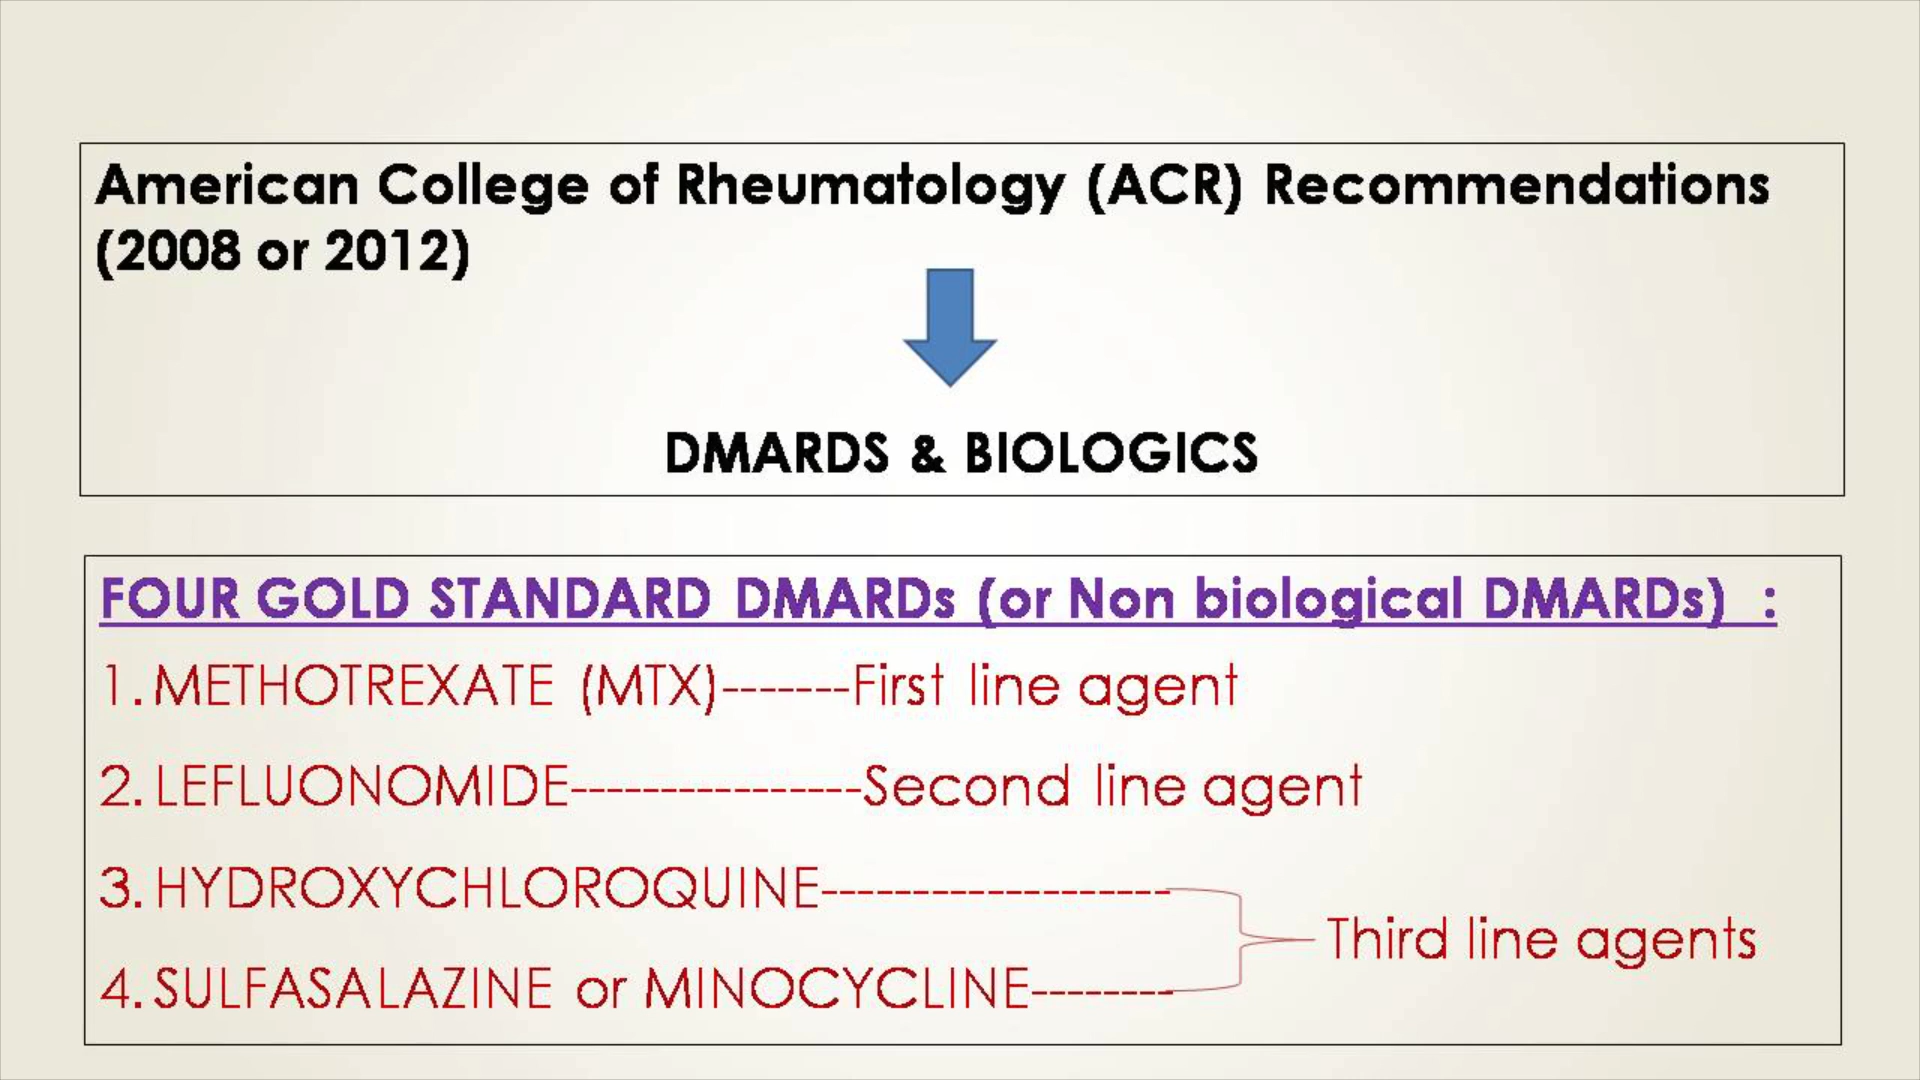 American College of Rheumatology (ACR) Recommendations
(2008 or 2012)
DMARDS & BIOLOGICS
FOUR GOLD STANDARD DMARDs (or Non biological DMARDs)  :
1. METHOTREXATE (MTX)-------First line agent
2. LEFLUONOMIDE----------------Second line agent
3. HYDROXYCHLOROQUINE-------------------
Third line agents
4. SULFASALAZINE or MINOCYCLINE--------